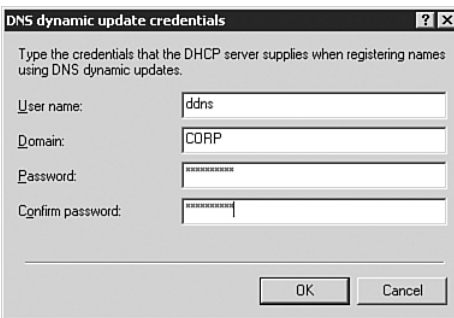 DNS dynamic update credentials
Type the credentials that the DHCP server supplies when registering names
using DNS dynamic updates.
User name: ddns
Domain: CORP
Password: **********
Confirm password: **********
OK Cancel